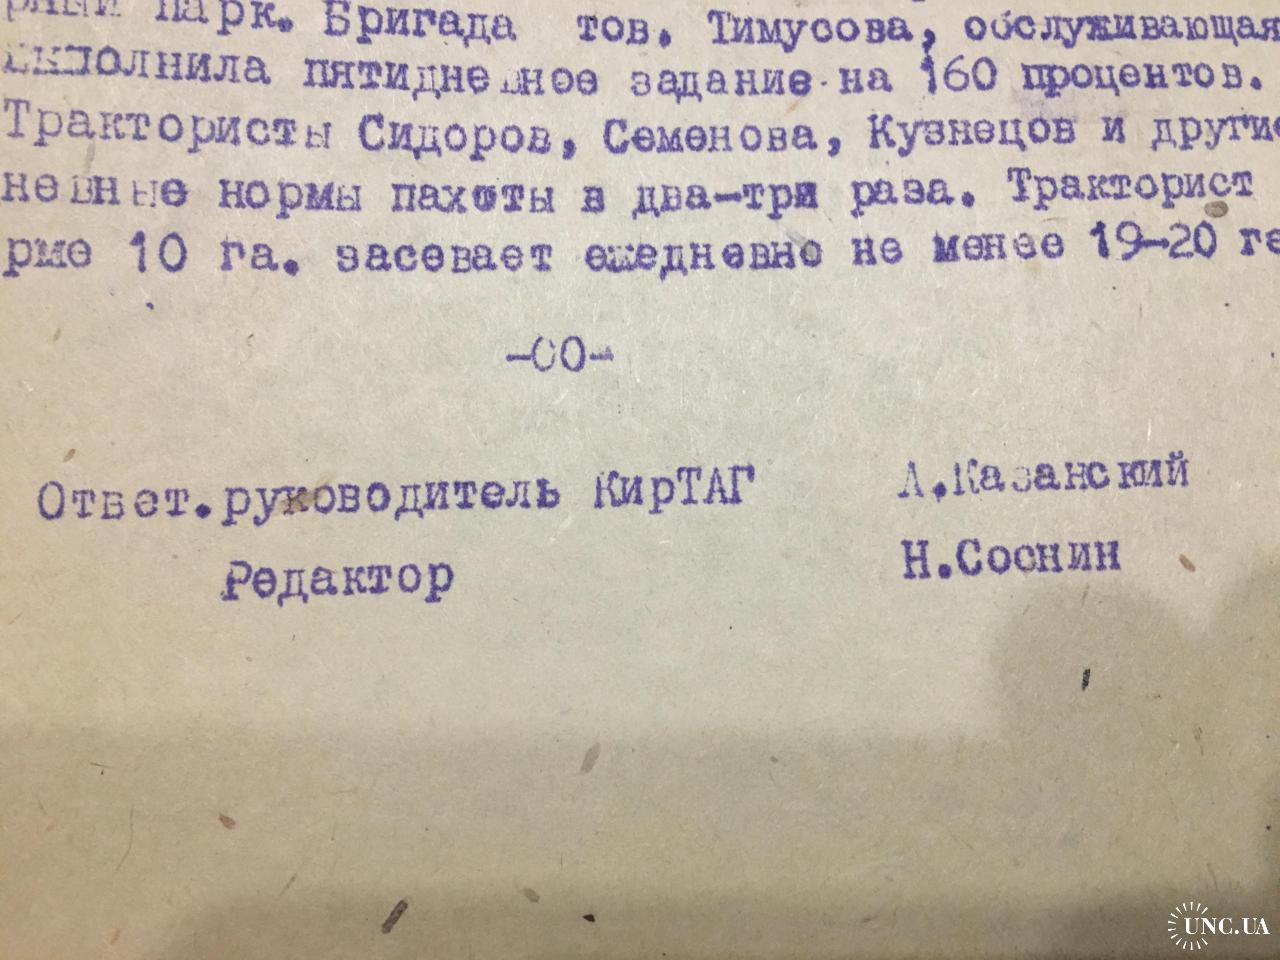 парк. Бригада тов. Тимусова, обслуживающая
выполнила пятидневное задание на 160 процентов.
Трактористы Сидоров, Семенова, Кузнецов и другие
невные нормы пахоты в два-три раза. Тракторист
рме 10 га. засевает ежедневно не менее 19-20 ге
-ОО-
Ответ.руководитель КирТАГ А.Казанский
Редактор Н.Соснин
UNC.UA